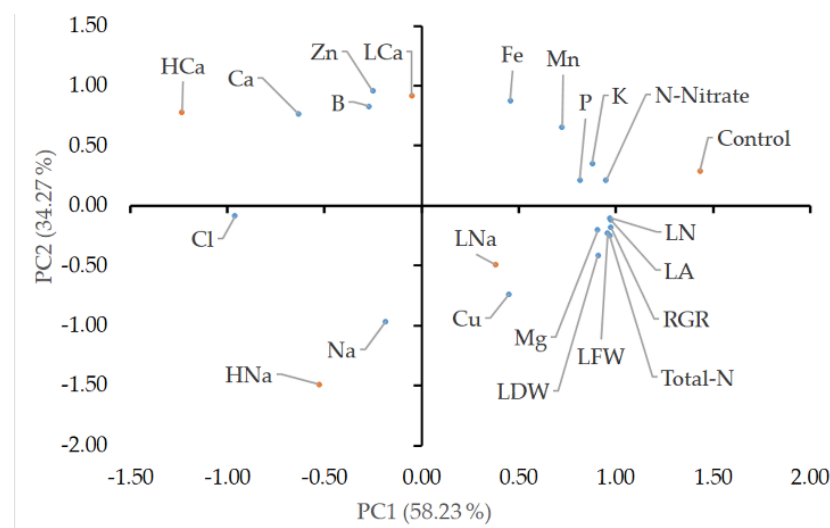 1.50
Zn
LCa
Fe
Mn
HCa
Ca
1.00
B
P
K
N-Nitrate
0.50
Control
0.00
Cl
LNa
LN
-0.50
LA
Cu
RGR
-1.00
Na
Mg
LFW
HNa
LDW
Total-N
-1.50
-2.00
-1.50
-1.00
-0.50
0.00
0.50
1.00
1.50
2.00
PC1 (58.23 %)
PC2 (34.27 %)